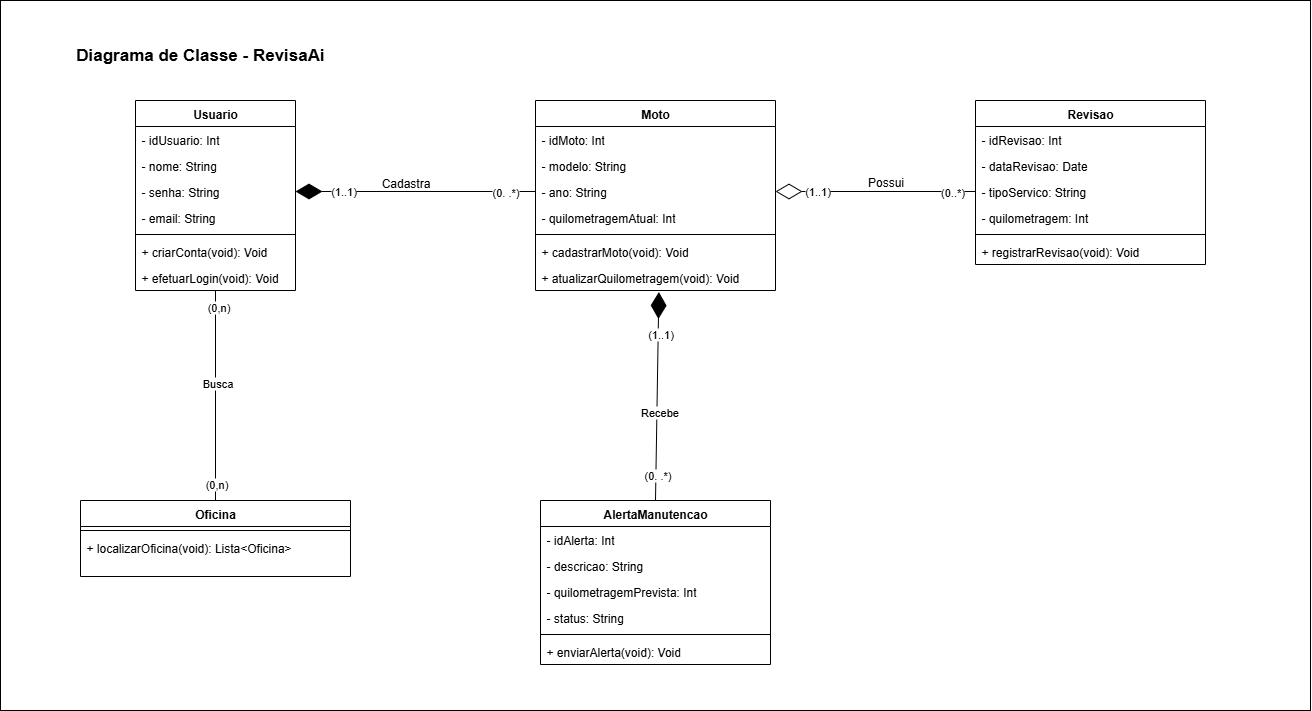 Diagrama de Classe - RevisaAi
Usuario
- idUsuario: Int
- nome: String
- senha: String
- email: String
+ criarConta(void): Void
+ efetuarLogin(void): Void
(1..1)
Cadastra
(0. .*)
Moto
- idMoto: Int
- modelo: String
- ano: String
- quilometragemAtual: Int
+ cadastrarMoto(void): Void
+ atualizarQuilometragem(void): Void
(1..1)
Possui
(0..*)
Revisao
- idRevisao: Int
- dataRevisao: Date
- tipoServico: String
- quilometragem: Int
+ registrarRevisao(void): Void
(0,n)
Busca
(0,n)
Oficina
+ localizarOficina(void): Lista<Oficina>
(1..1)
Recebe
(0. .*)
AlertaManutencao
- idAlerta: Int
- descricao: String
- quilometragemPrevista: Int
- status: String
+ enviarAlerta(void): Void